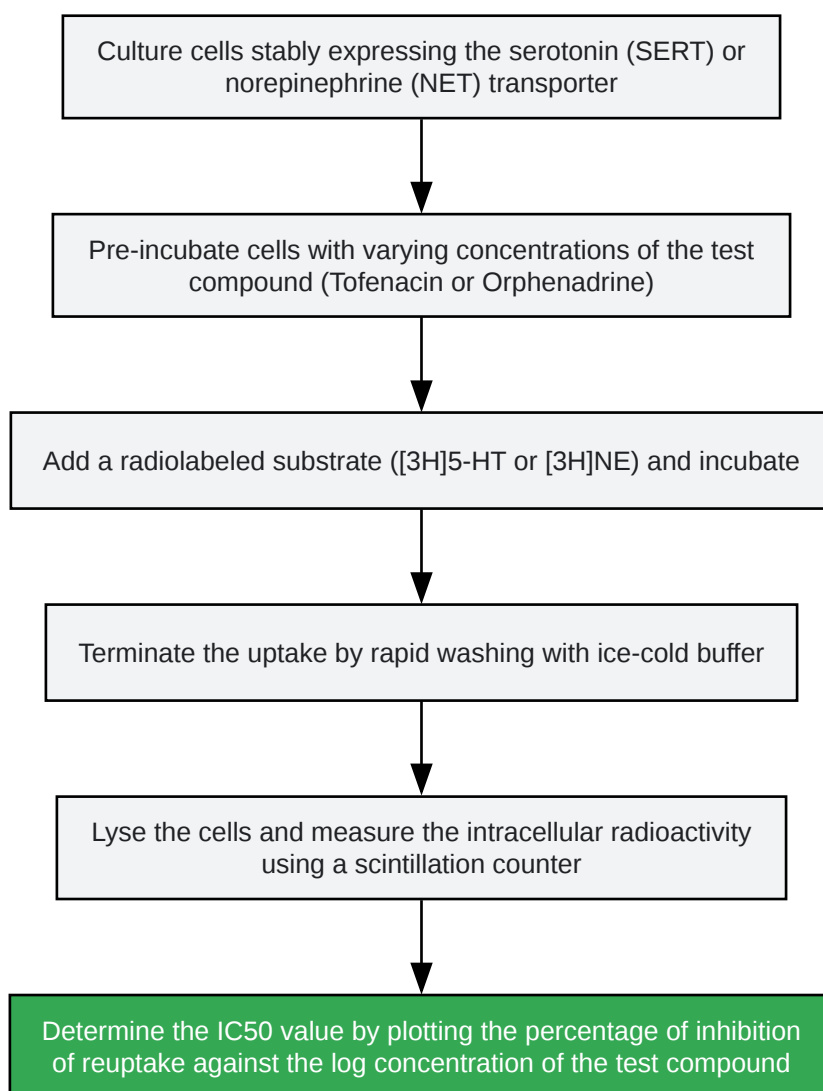 Culture cells stably expressing the serotonin (SERT) or
norepinephrine (NET) transporter
Pre-incubate cells with varying concentrations of the test
compound (Tofenacin or Orphenadrine)
Add a radiolabeled substrate ([3H]5-HT or [3H]NE) and incubate
Terminate the uptake by rapid washing with ice-cold buffer
Lyse the cells and measure the intracellular radioactivity
using a scintillation counter
Determine the IC50 value by plotting the percentage of inhibition
of reuptake against the log concentration of the test compound